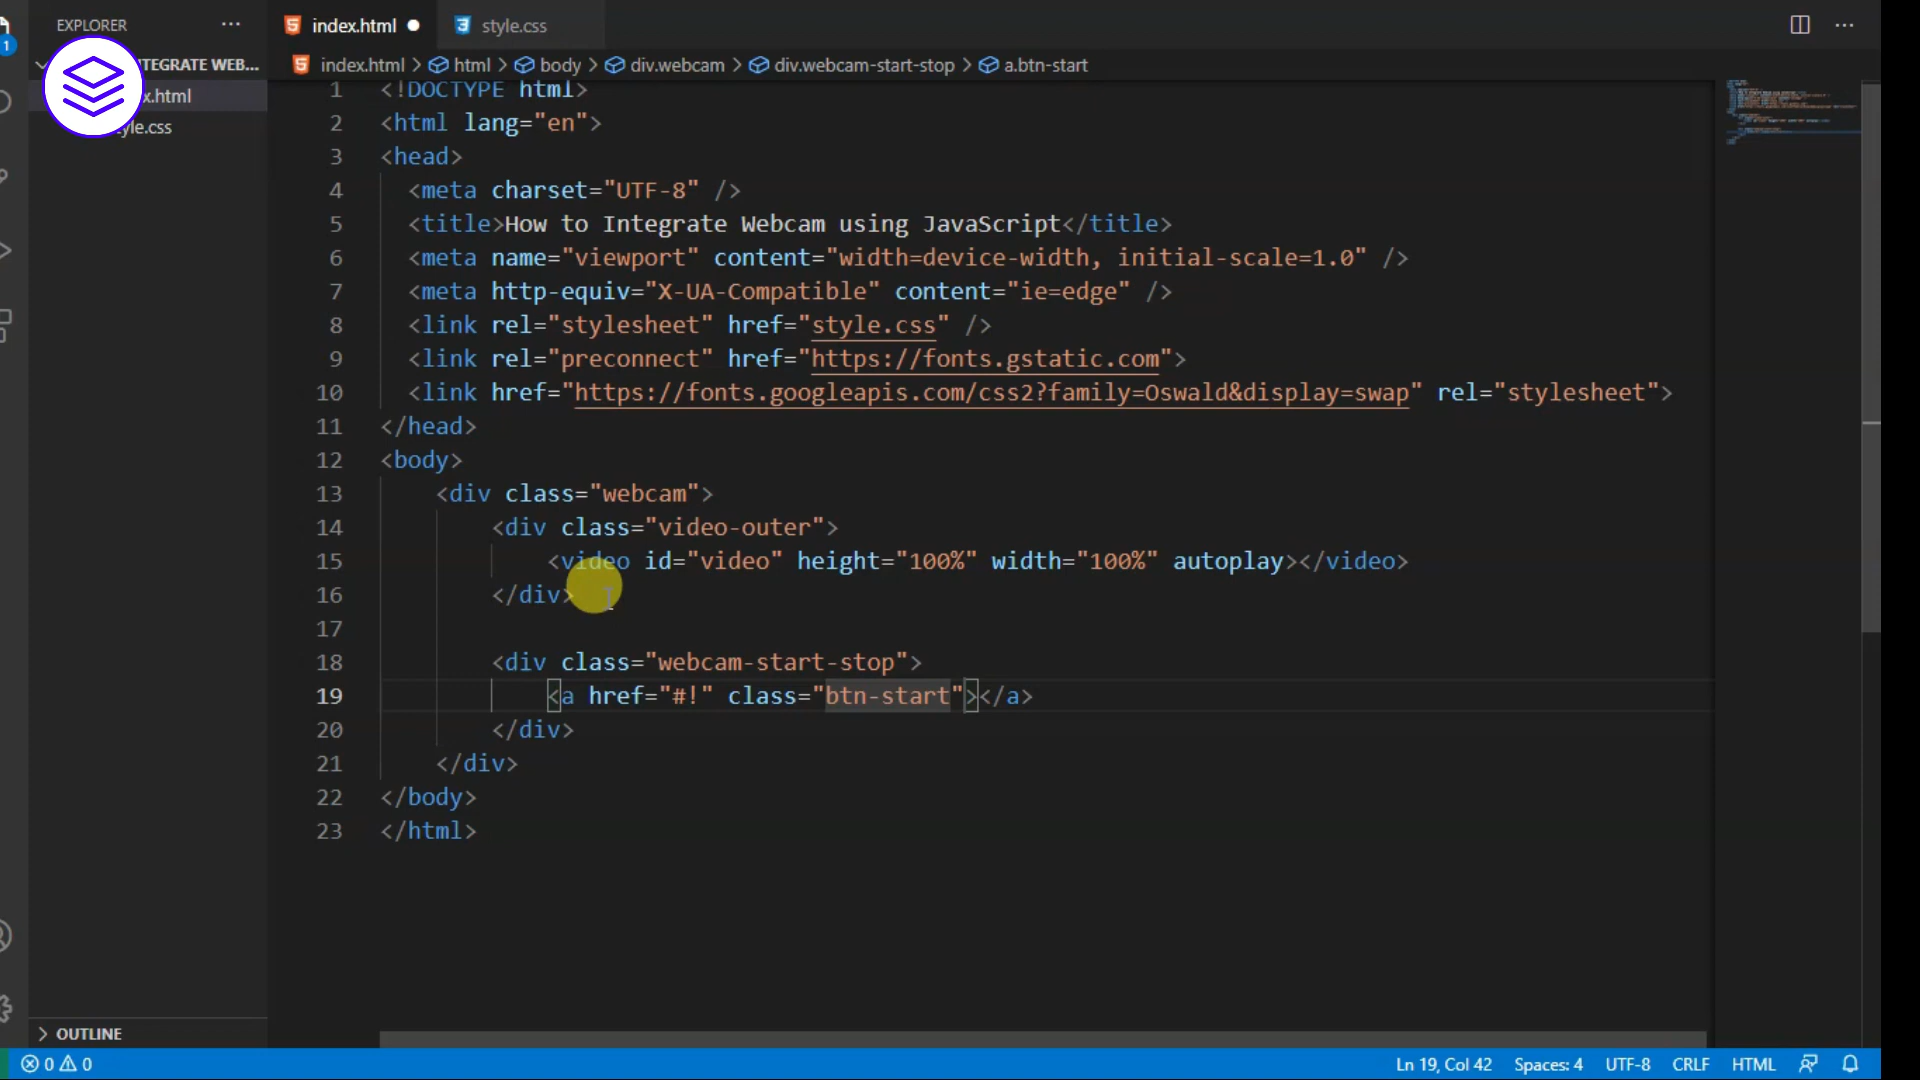 EXPLORER ···
index.html ● style.css ···
TEGRATE WEB...
index.html > html > body > div.webcam > div.webcam-start-stop > a.btn-start
x.html
yle.css
1
1 <!DOCTYPE html>
2 <html lang="en">
3 <head>
4 <meta charset="UTF-8" />
5 <title>How to Integrate Webcam using JavaScript</title>
6 <meta name="viewport" content="width=device-width, initial-scale=1.0" />
7 <meta http-equiv="X-UA-Compatible" content="ie=edge" />
8 <link rel="stylesheet" href="style.css" />
9 <link rel="preconnect" href="https://fonts.gstatic.com">
10 <link href="https://fonts.googleapis.com/css2?family=Oswald&display=swap" rel="stylesheet">
11 </head>
12 <body>
13 <div class="webcam">
14 <div class="video-outer">
15 <video id="video" height="100%" width="100%" autoplay></video>
16 </div>
17
18 <div class="webcam-start-stop">
19 <a href="#!" class="btn-start"></a>
20 </div>
21 </div>
22 </body>
23 </html>
OUTLINE
0 0 Ln 19, Col 42 Spaces: 4 UTF-8 CRLF HTML